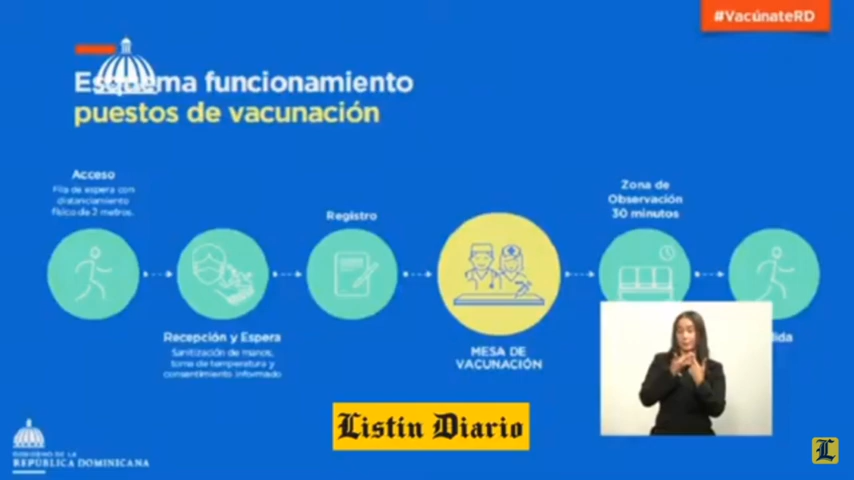 #VacúnateRD
Esquema funcionamiento
puestos de vacunación
Acceso
Fila de espera con
distanciamiento
físico de 2 metros.
Recepción y Espera
Sanitización de manos,
toma de temperatura y
consentimiento informado
Registro
MESA DE
VACUNACIÓN
Zona de
Observación
30 minutos
lida
Listin Diario
GOBIERNO DE LA
REPÚBLICA DOMINICANA
L